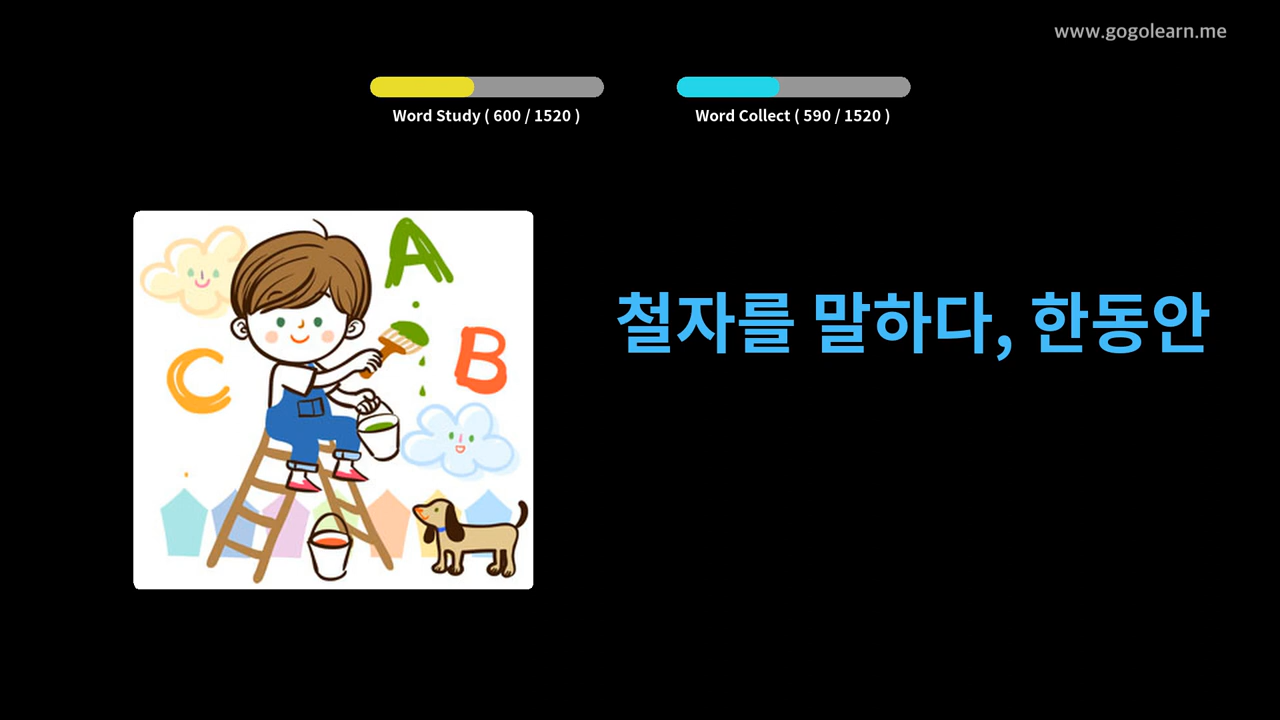 www.gogolearn.me
Word Study ( 600 / 1520 )
Word Collect ( 590 / 1520 )
A
B
C
철자를 말하다, 한동안